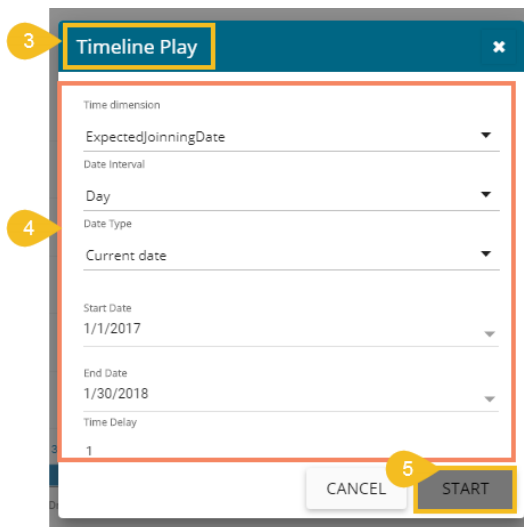 3
Timeline Play
Time dimension
ExpectedJoinningDate
Date Interval
Day
4
Date Type
Current date
Start Date
1/1/2017
End Date
1/30/2018
Time Delay
1
5
CANCEL
START